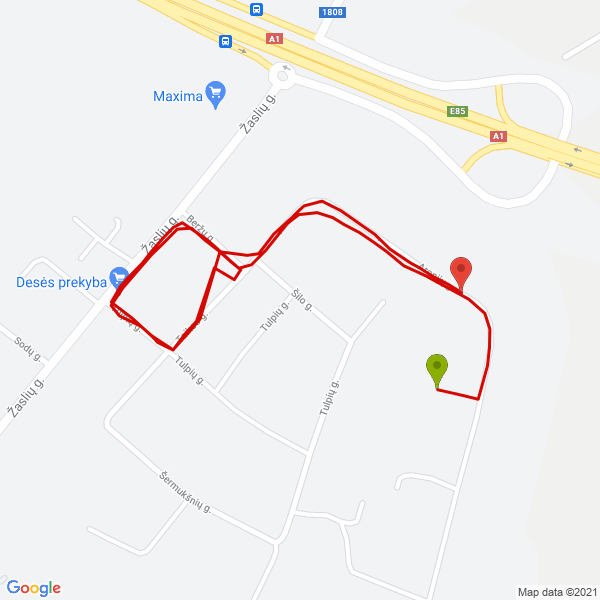 1808
A1
Maxima
Žaslių g.
E85
A1
Beržų g.
Žaslių g.
Desės prekyba
Šilo g.
Tulpių g.
Sodų g.
Tulpių g.
Tulpių g.
Žaslių g.
Šermukšnių g.
Google
Map data ©2021